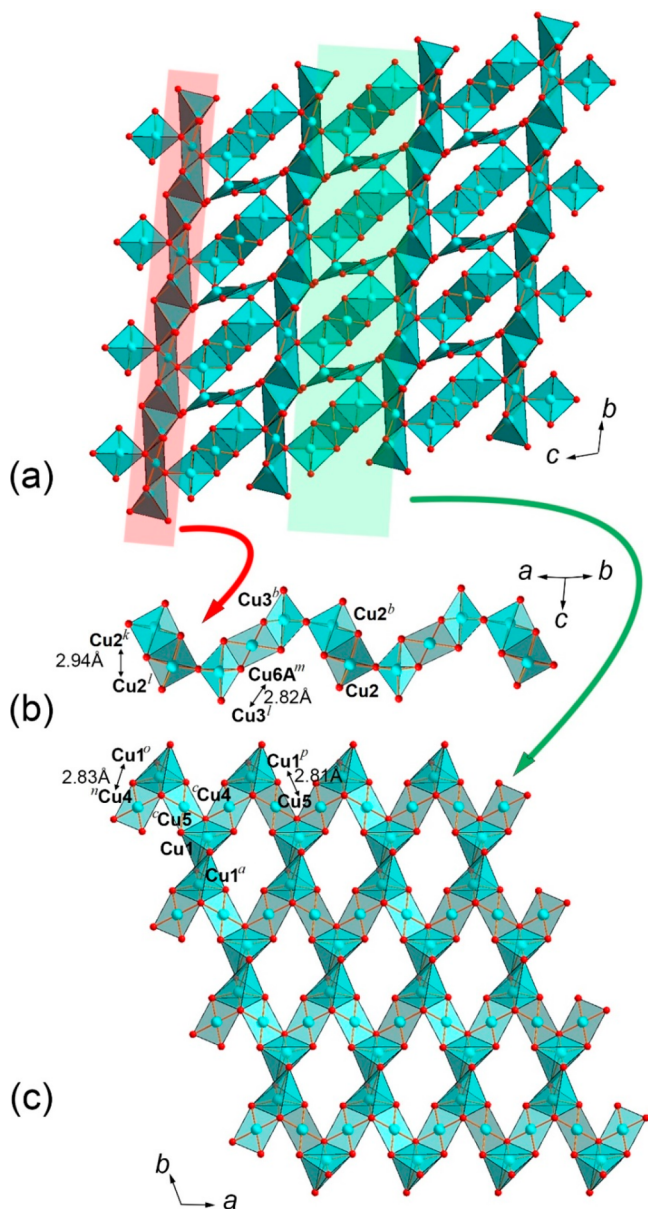 b
c
(a)
a
b
c
Cu3ᵇ
Cu2ᵇ
Cu2ᵏ
2.94Å
Cu2ˡ
Cu6Aᵐ
2.82Å
Cu3ˡ
Cu2
(b)
Cu1ᵒ
2.83Å
ⁿCu4
ᶜCu4
Cu1ᵖ
2.81Å
Cu5
ᶜCu5
Cu1
Cu1ᵃ
(c)
b
a